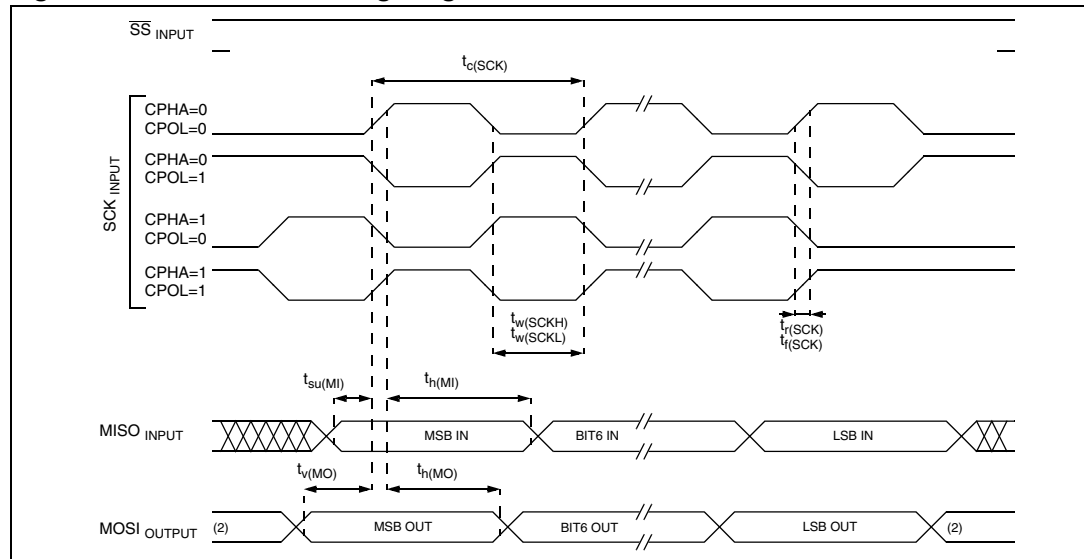 SS INPUT
tc(SCK)
SCK INPUT
CPHA=0
CPOL=0
CPHA=0
CPOL=1
CPHA=1
CPOL=0
CPHA=1
CPOL=1
tw(SCKH)
tw(SCKL)
tr(SCK)
tf(SCK)
tsu(MI)
th(MI)
MISO INPUT
MSB IN
BIT6 IN
LSB IN
tv(MO)
th(MO)
MOSI OUTPUT
(2)
MSB OUT
BIT6 OUT
LSB OUT
(2)